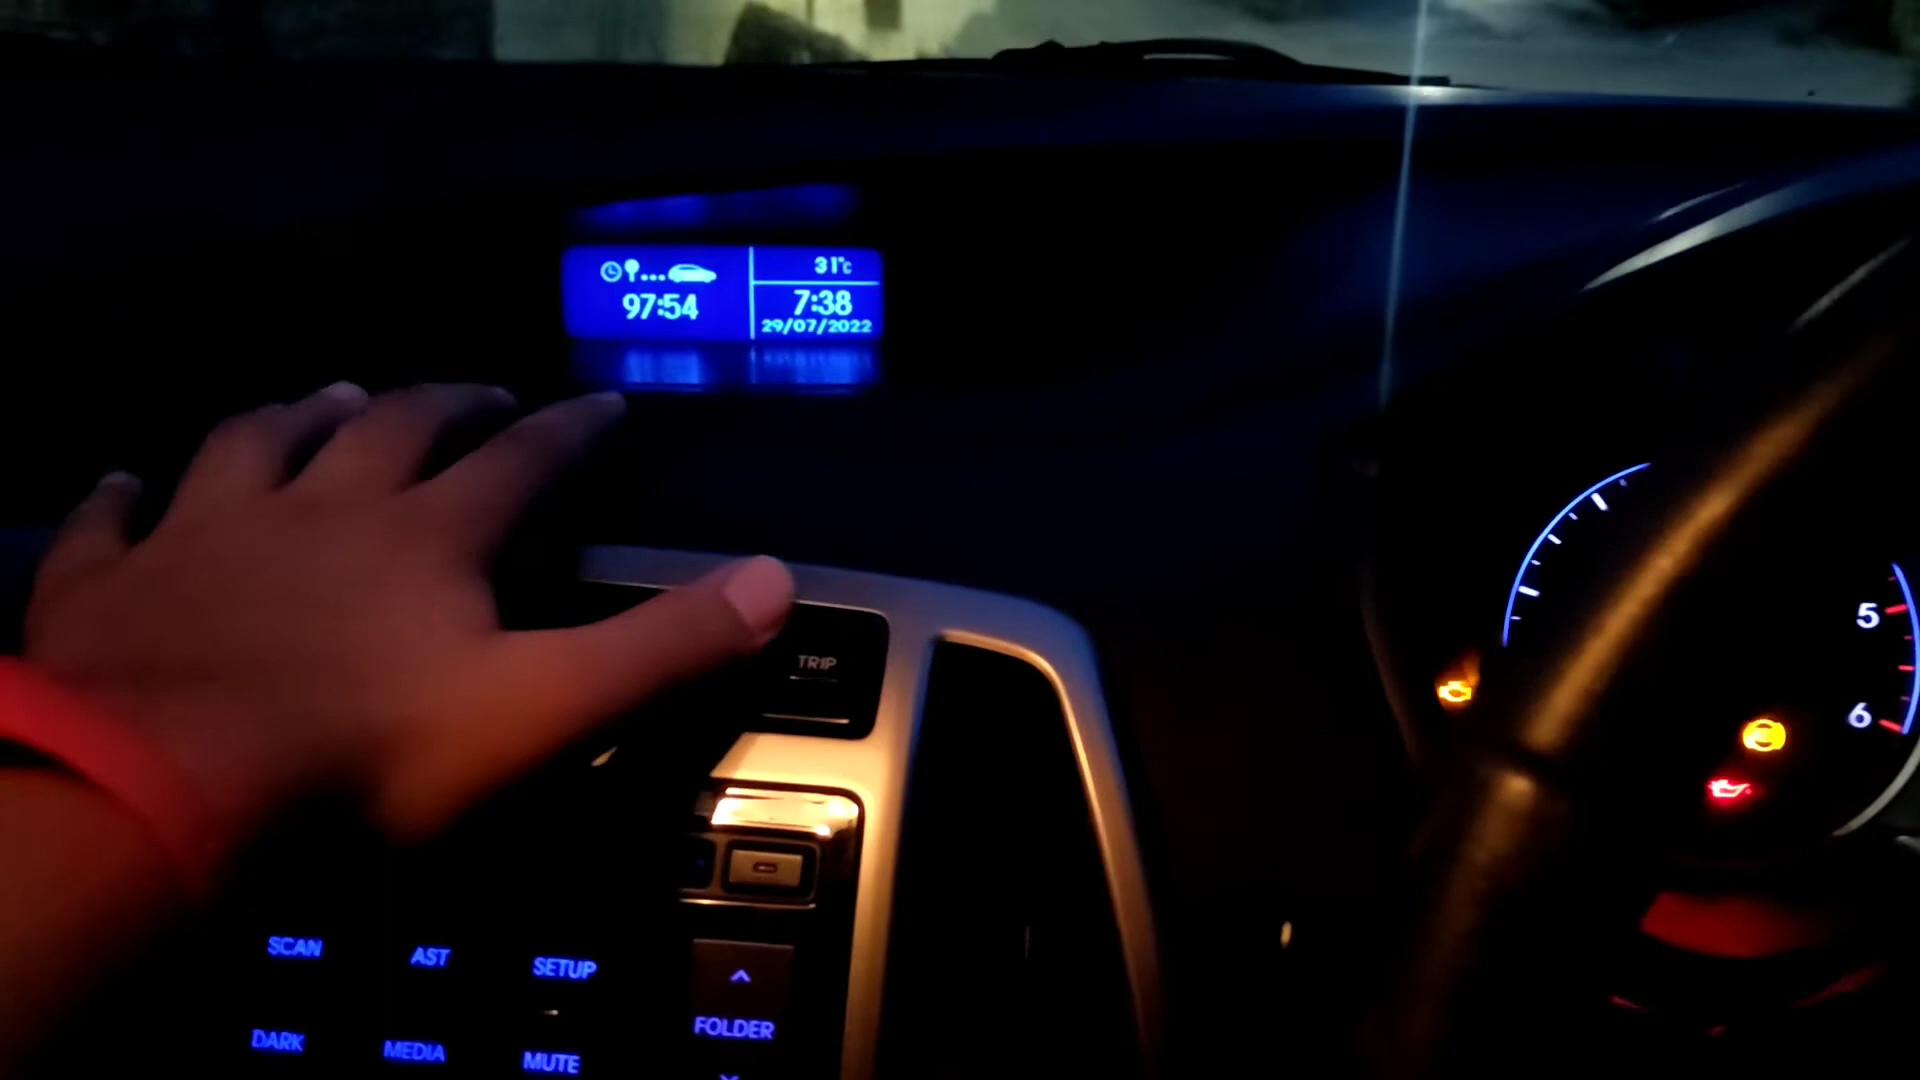 31°C
97:54
7:38
29/07/2022
TRIP
5
6
SCAN
AST
SETUP
FOLDER
DARK
MEDIA
MUTE